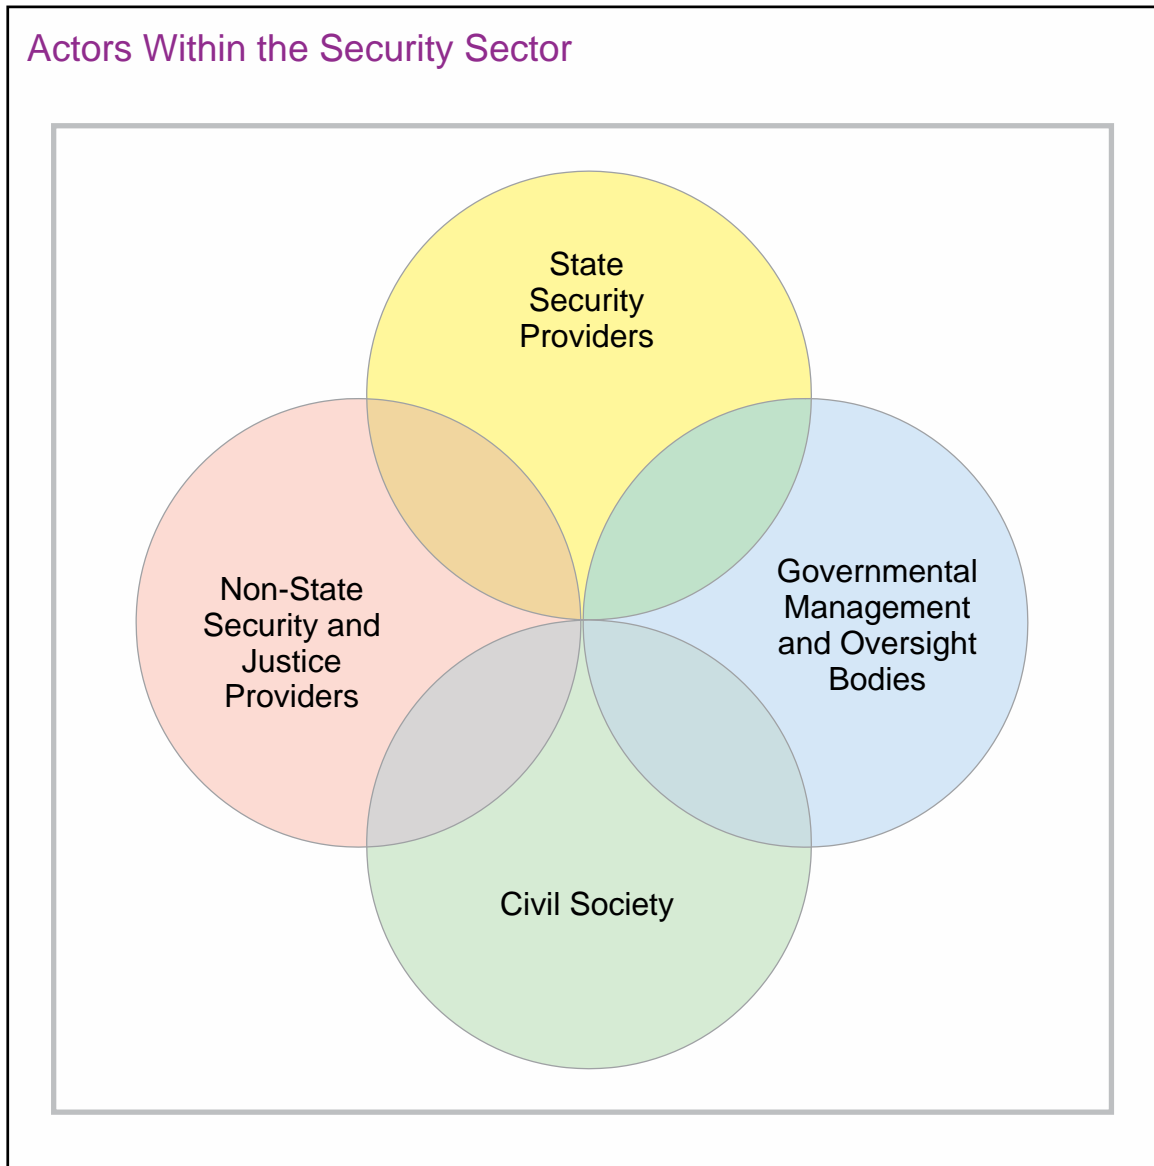 Actors Within the Security Sector
State
Security
Providers
Non-State
Security and
Justice
Providers
Governmental
Management
and Oversight
Bodies
Civil Society